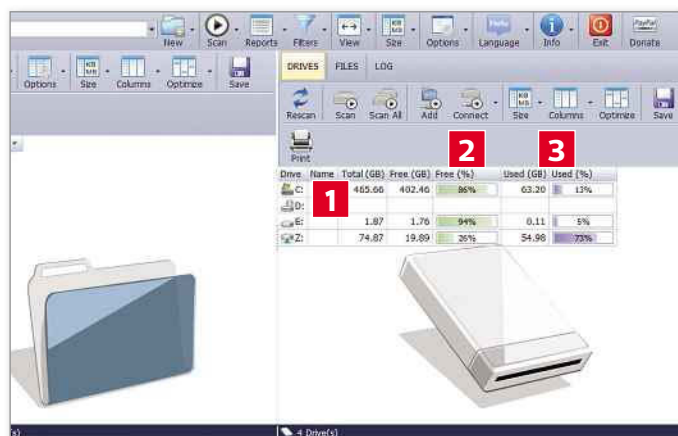 New Scan Reports Filters View Size Options Language Info Exit Donate
Options Size Columns Optimize Save
DRIVES FILES LOG
Rescan Scan Scan All Add Connect Size Columns Optimize Save
Print
2 3
Drive Name Total (GB) Free (GB) Free (%) Used (GB) Used (%)
1
C: 465.66 402.46 86% 63.20 13%
D:
E: 1.87 1.76 94% 0.11 5%
Z: 74.87 19.89 26% 54.98 73%
(s) 4 Drive(s)